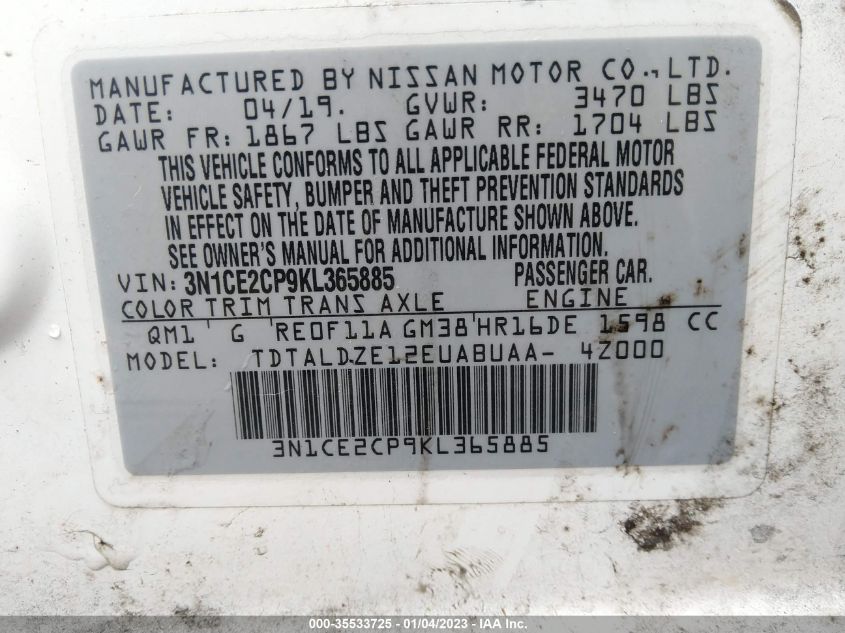 MANUFACTURED BY NISSAN MOTOR CO., LTD.
DATE: 04/19. GVWR: 3470 LBS
GAWR FR: 1867 LBS GAWR RR: 1704 LBS
THIS VEHICLE CONFORMS TO ALL APPLICABLE FEDERAL MOTOR
VEHICLE SAFETY, BUMPER AND THEFT PREVENTION STANDARDS
IN EFFECT ON THE DATE OF MANUFACTURE SHOWN ABOVE.
SEE OWNER'S MANUAL FOR ADDITIONAL INFORMATION.
VIN: 3N1CE2CP9KL365885 PASSENGER CAR.
COLOR TRIM TRANS AXLE ENGINE
QM1 G RE0F11A GM38 HR16DE 1598 CC
MODEL: TDTALDZE12EUABUAA- 4Z000
3N1CE2CP9KL365885
000-35533725 - 01/04/2023 - IAA Inc.